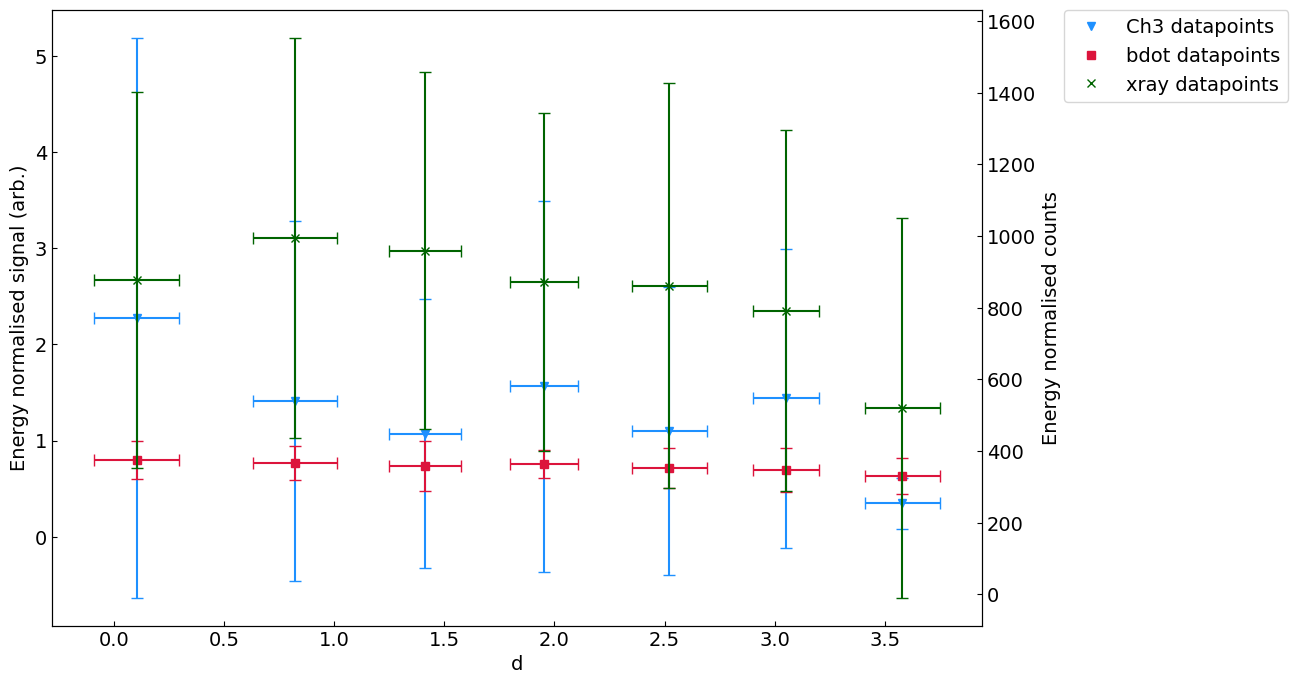 Energy normalised signal (arb.)
5
4
3
2
1
0
0.0 0.5 1.0 1.5 2.0 2.5 3.0 3.5
d
1600
1400
1200
1000
800
600
400
200
0
Energy normalised counts
Ch3 datapoints
bdot datapoints
xray datapoints